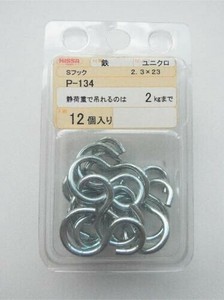 NISSA 鉄 ユニクロ
Sフック 2.3×23
P-134
静荷重で吊れるのは 2kgまで
12個入り